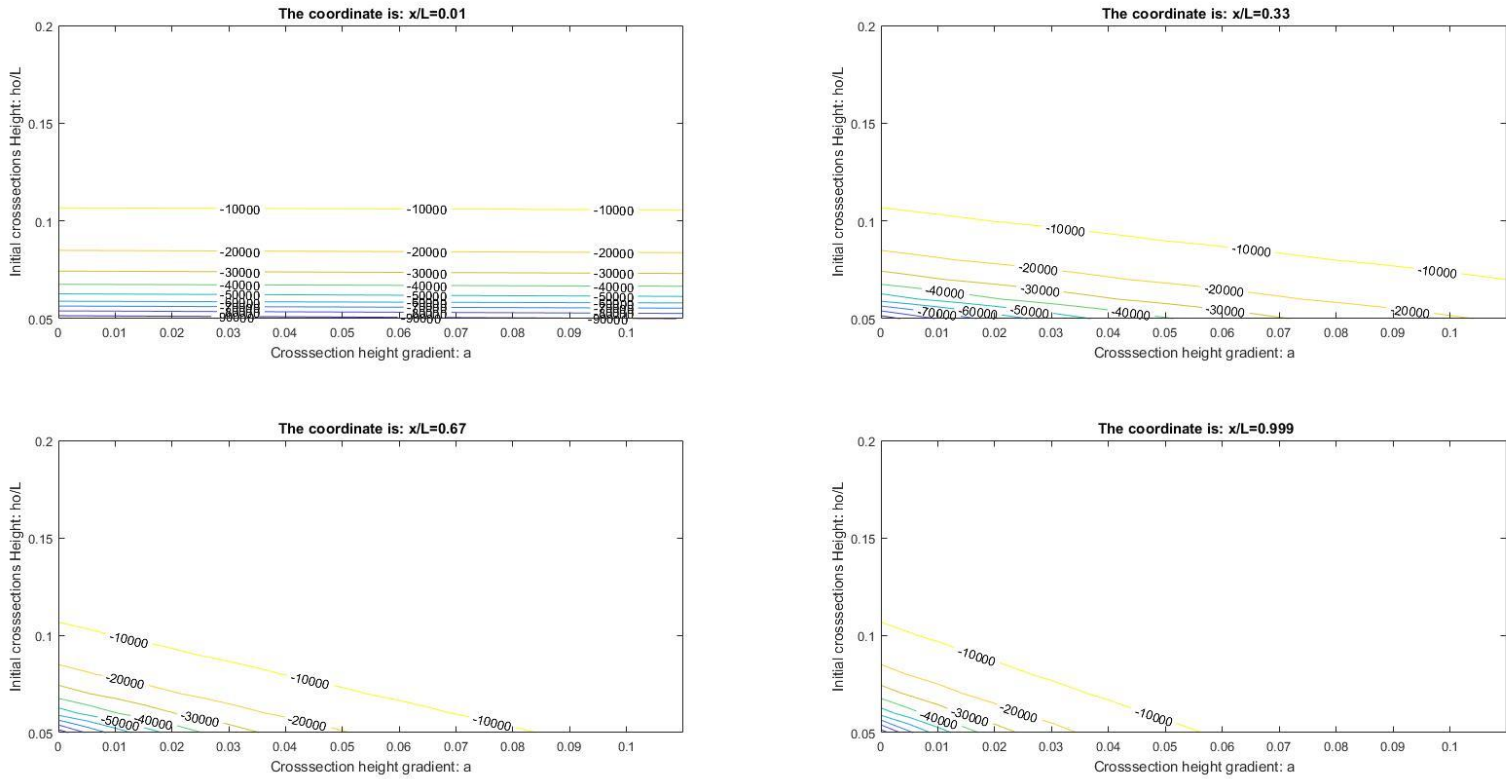 The coordinate is: x/L=0.01
0.2
0.15
0.1
0.05
Initial crosssections Height: ho/L
-10000 -10000 -10000
-20000 -20000 -20000
-30000 -30000 -30000
-40000 -40000 -40000
-50000 -50000 -50000
-90000 -90000
0 0.01 0.02 0.03 0.04 0.05 0.06 0.07 0.08 0.09 0.1
Crosssection height gradient: a
The coordinate is: x/L=0.33
0.2
0.15
0.1
0.05
Initial crosssections Height: ho/L
-10000 -10000 -10000
-20000 -20000 -20000
-30000 -30000
-40000 -40000
-70000 -60000 -50000
0 0.01 0.02 0.03 0.04 0.05 0.06 0.07 0.08 0.09 0.1
Crosssection height gradient: a
The coordinate is: x/L=0.67
0.2
0.15
0.1
0.05
Initial crosssections Height: ho/L
-10000 -10000 -10000
-20000 -20000
-50000 -40000 -30000
0 0.01 0.02 0.03 0.04 0.05 0.06 0.07 0.08 0.09 0.1
Crosssection height gradient: a
The coordinate is: x/L=0.999
0.2
0.15
0.1
0.05
Initial crosssections Height: ho/L
-10000 -10000
-40000 -30000 -20000
0 0.01 0.02 0.03 0.04 0.05 0.06 0.07 0.08 0.09 0.1
Crosssection height gradient: a